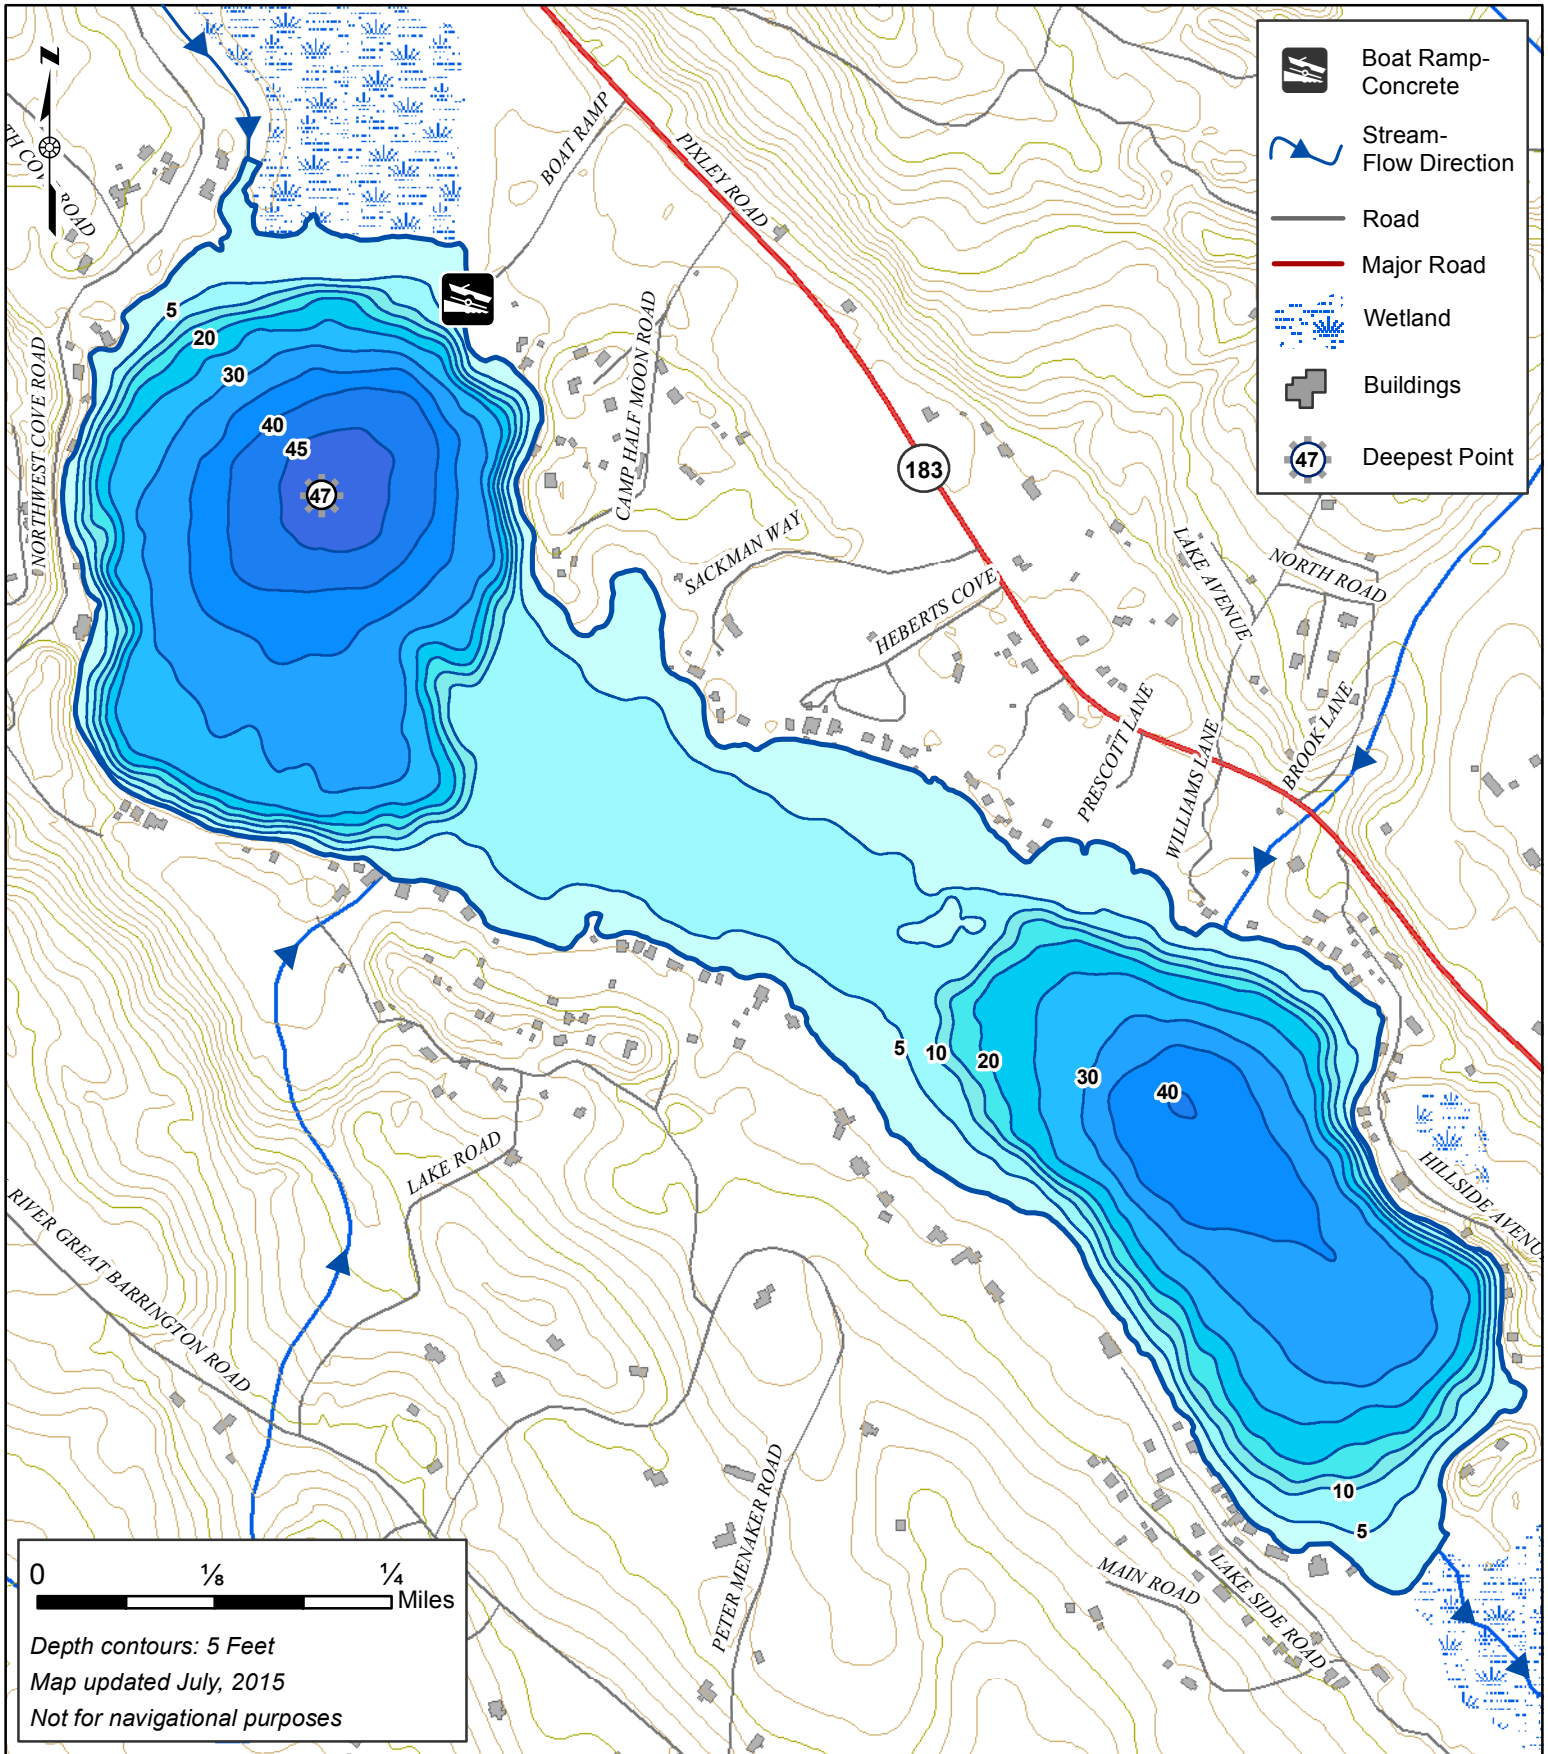 N
TH COVE ROAD
NORTHWEST COVE ROAD
BOAT RAMP
PIXLEY ROAD
CAMP HALF MOON ROAD
SACKMAN WAY
HEBERTS COVE
183
LAKE AVENUE
NORTH ROAD
PRESCOTT LANE
WILLIAMS LANE
BROOK LANE
HILLSIDE AVENUE
LAKE ROAD
RIVER GREAT BARRINGTON ROAD
PETER MENAKER ROAD
MAIN ROAD
LAKE SIDE ROAD
5
20
30
40
45
47
5
10
20
30
40
10
5
Boat Ramp-
Concrete
Stream-
Flow Direction
Road
Major Road
Wetland
Buildings
47 Deepest Point
0 ⅛ ¼
Miles
Depth contours: 5 Feet
Map updated July, 2015
Not for navigational purposes